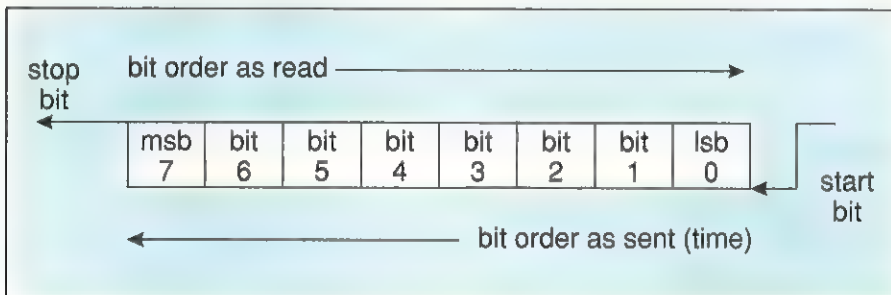 stop bit
bit order as read
msb 7
bit 6
bit 5
bit 4
bit 3
bit 2
bit 1
lsb 0
start bit
bit order as sent (time)